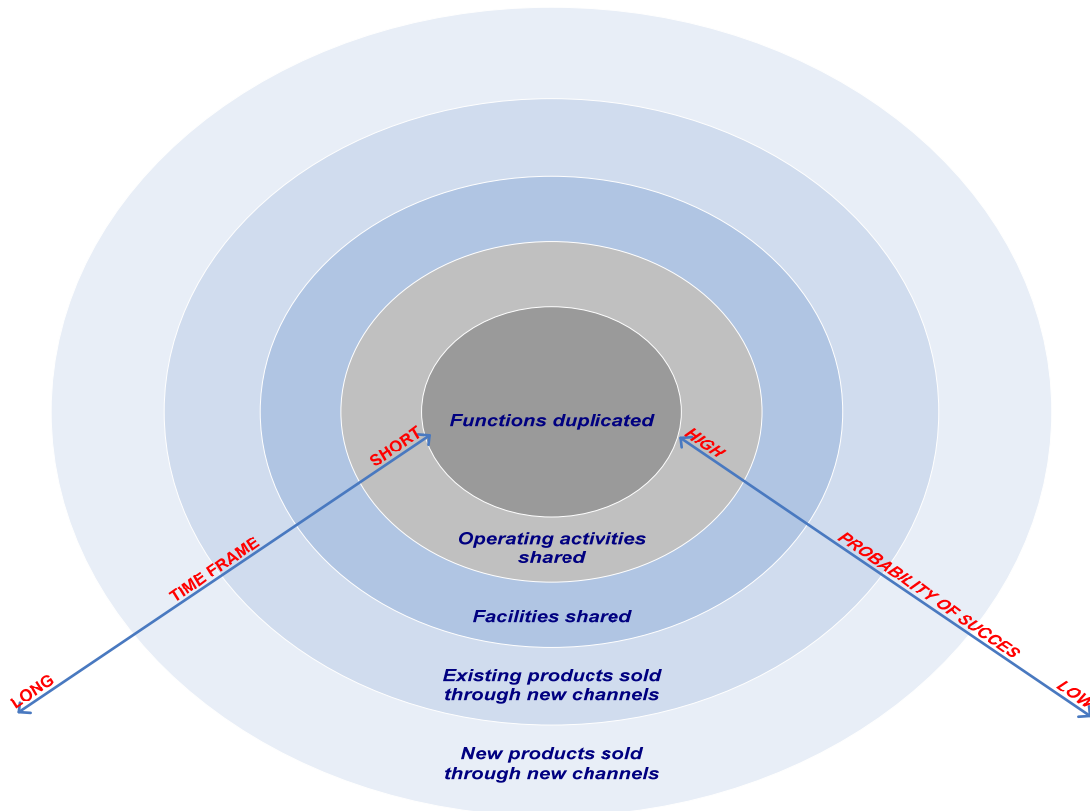 Functions duplicated
SHORT
HIGH
Operating activities
shared
TIME FRAME
PROBABILITY OF SUCCES
Facilities shared
Existing products sold
through new channels
LONG
LOW
New products sold
through new channels